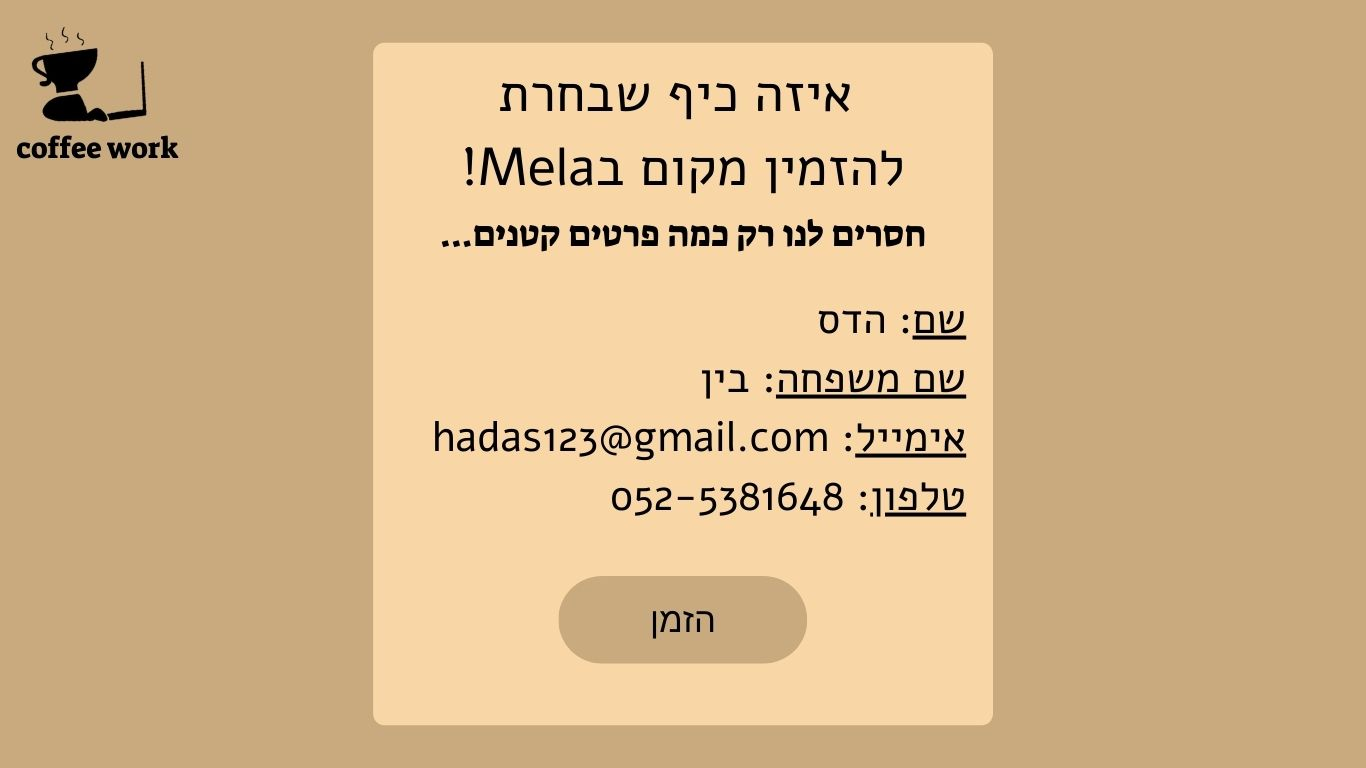 coffee work
איזה כיף שבחרת
להזמין מקום בMela!
חסרים לנו רק כמה פרטים קטנים...
שם: הדס
שם משפחה: בין
אימייל: hadas123@gmail.com
טלפון: 052-5381648
הזמן